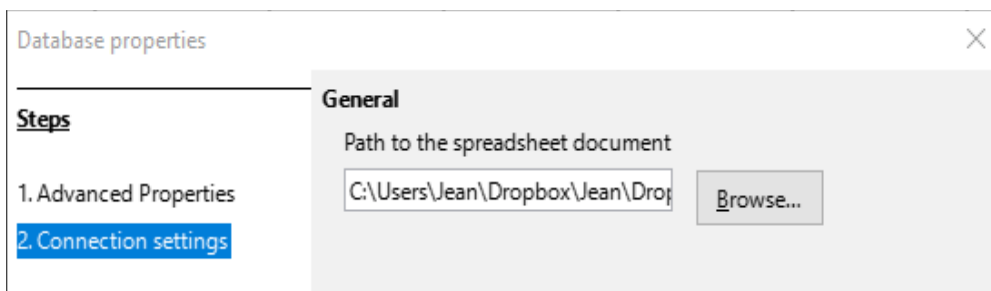 Database properties
Steps
1. Advanced Properties
2. Connection settings
General
Path to the spreadsheet document
C:\Users\Jean\Dropbox\Jean\Drop
Browse...